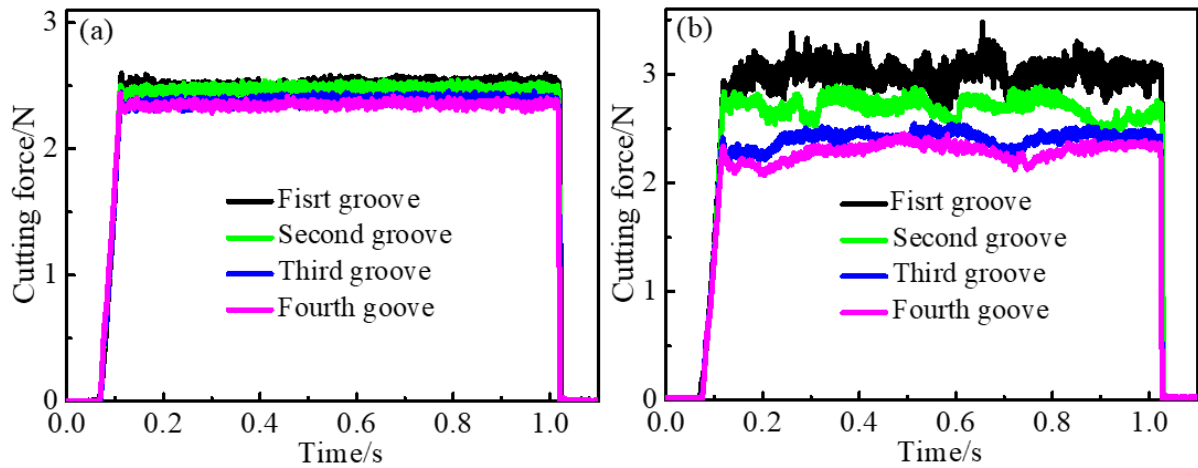 (a)
Cutting force/N
3
2
1
0
Fisrt groove
Second groove
Third groove
Fourth goove
0.0 0.2 0.4 0.6 0.8 1.0
Time/s
(b)
Cutting force/N
3
2
1
0
Fisrt groove
Second groove
Third groove
Fourth goove
0.0 0.2 0.4 0.6 0.8 1.0
Time/s